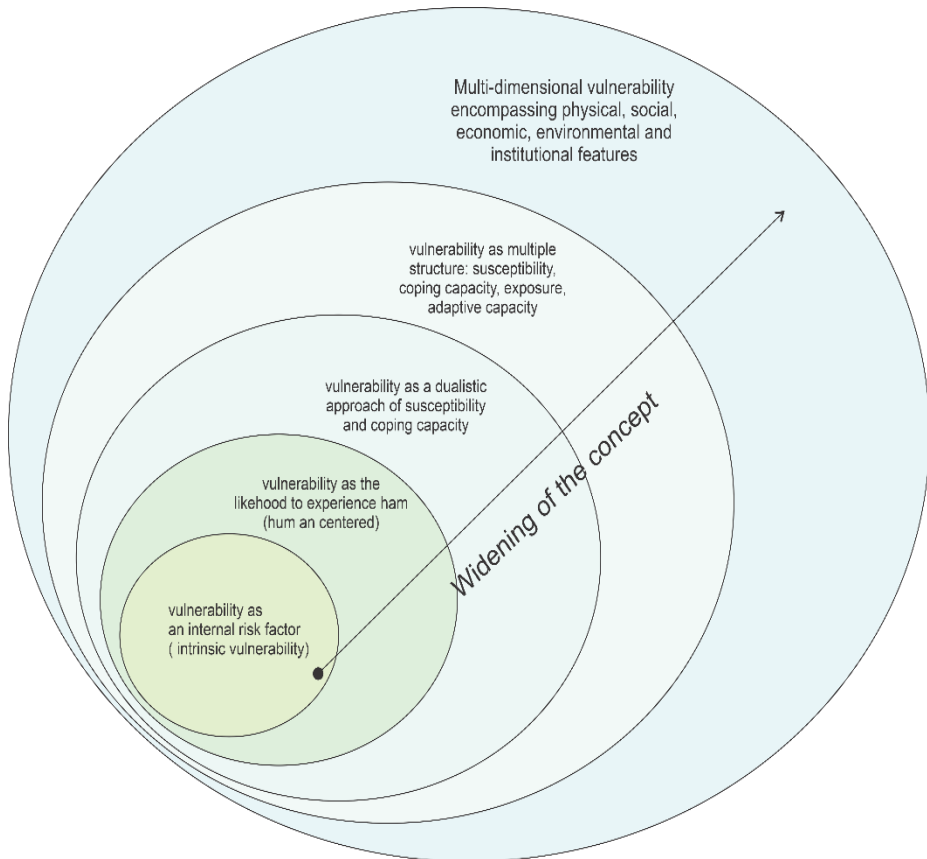 Multi-dimensional vulnerability
encompassing physical, social,
economic, environmental and
institutional features
vulnerability as multiple
structure: susceptibility,
coping capacity, exposure,
adaptive capacity
vulnerability as a dualistic
approach of susceptibility
and coping capacity
Widening of the concept
vulnerability as the
likehood to experience ham
(hum an centered)
vulnerability as
an internal risk factor
( intrinsic vulnerability)